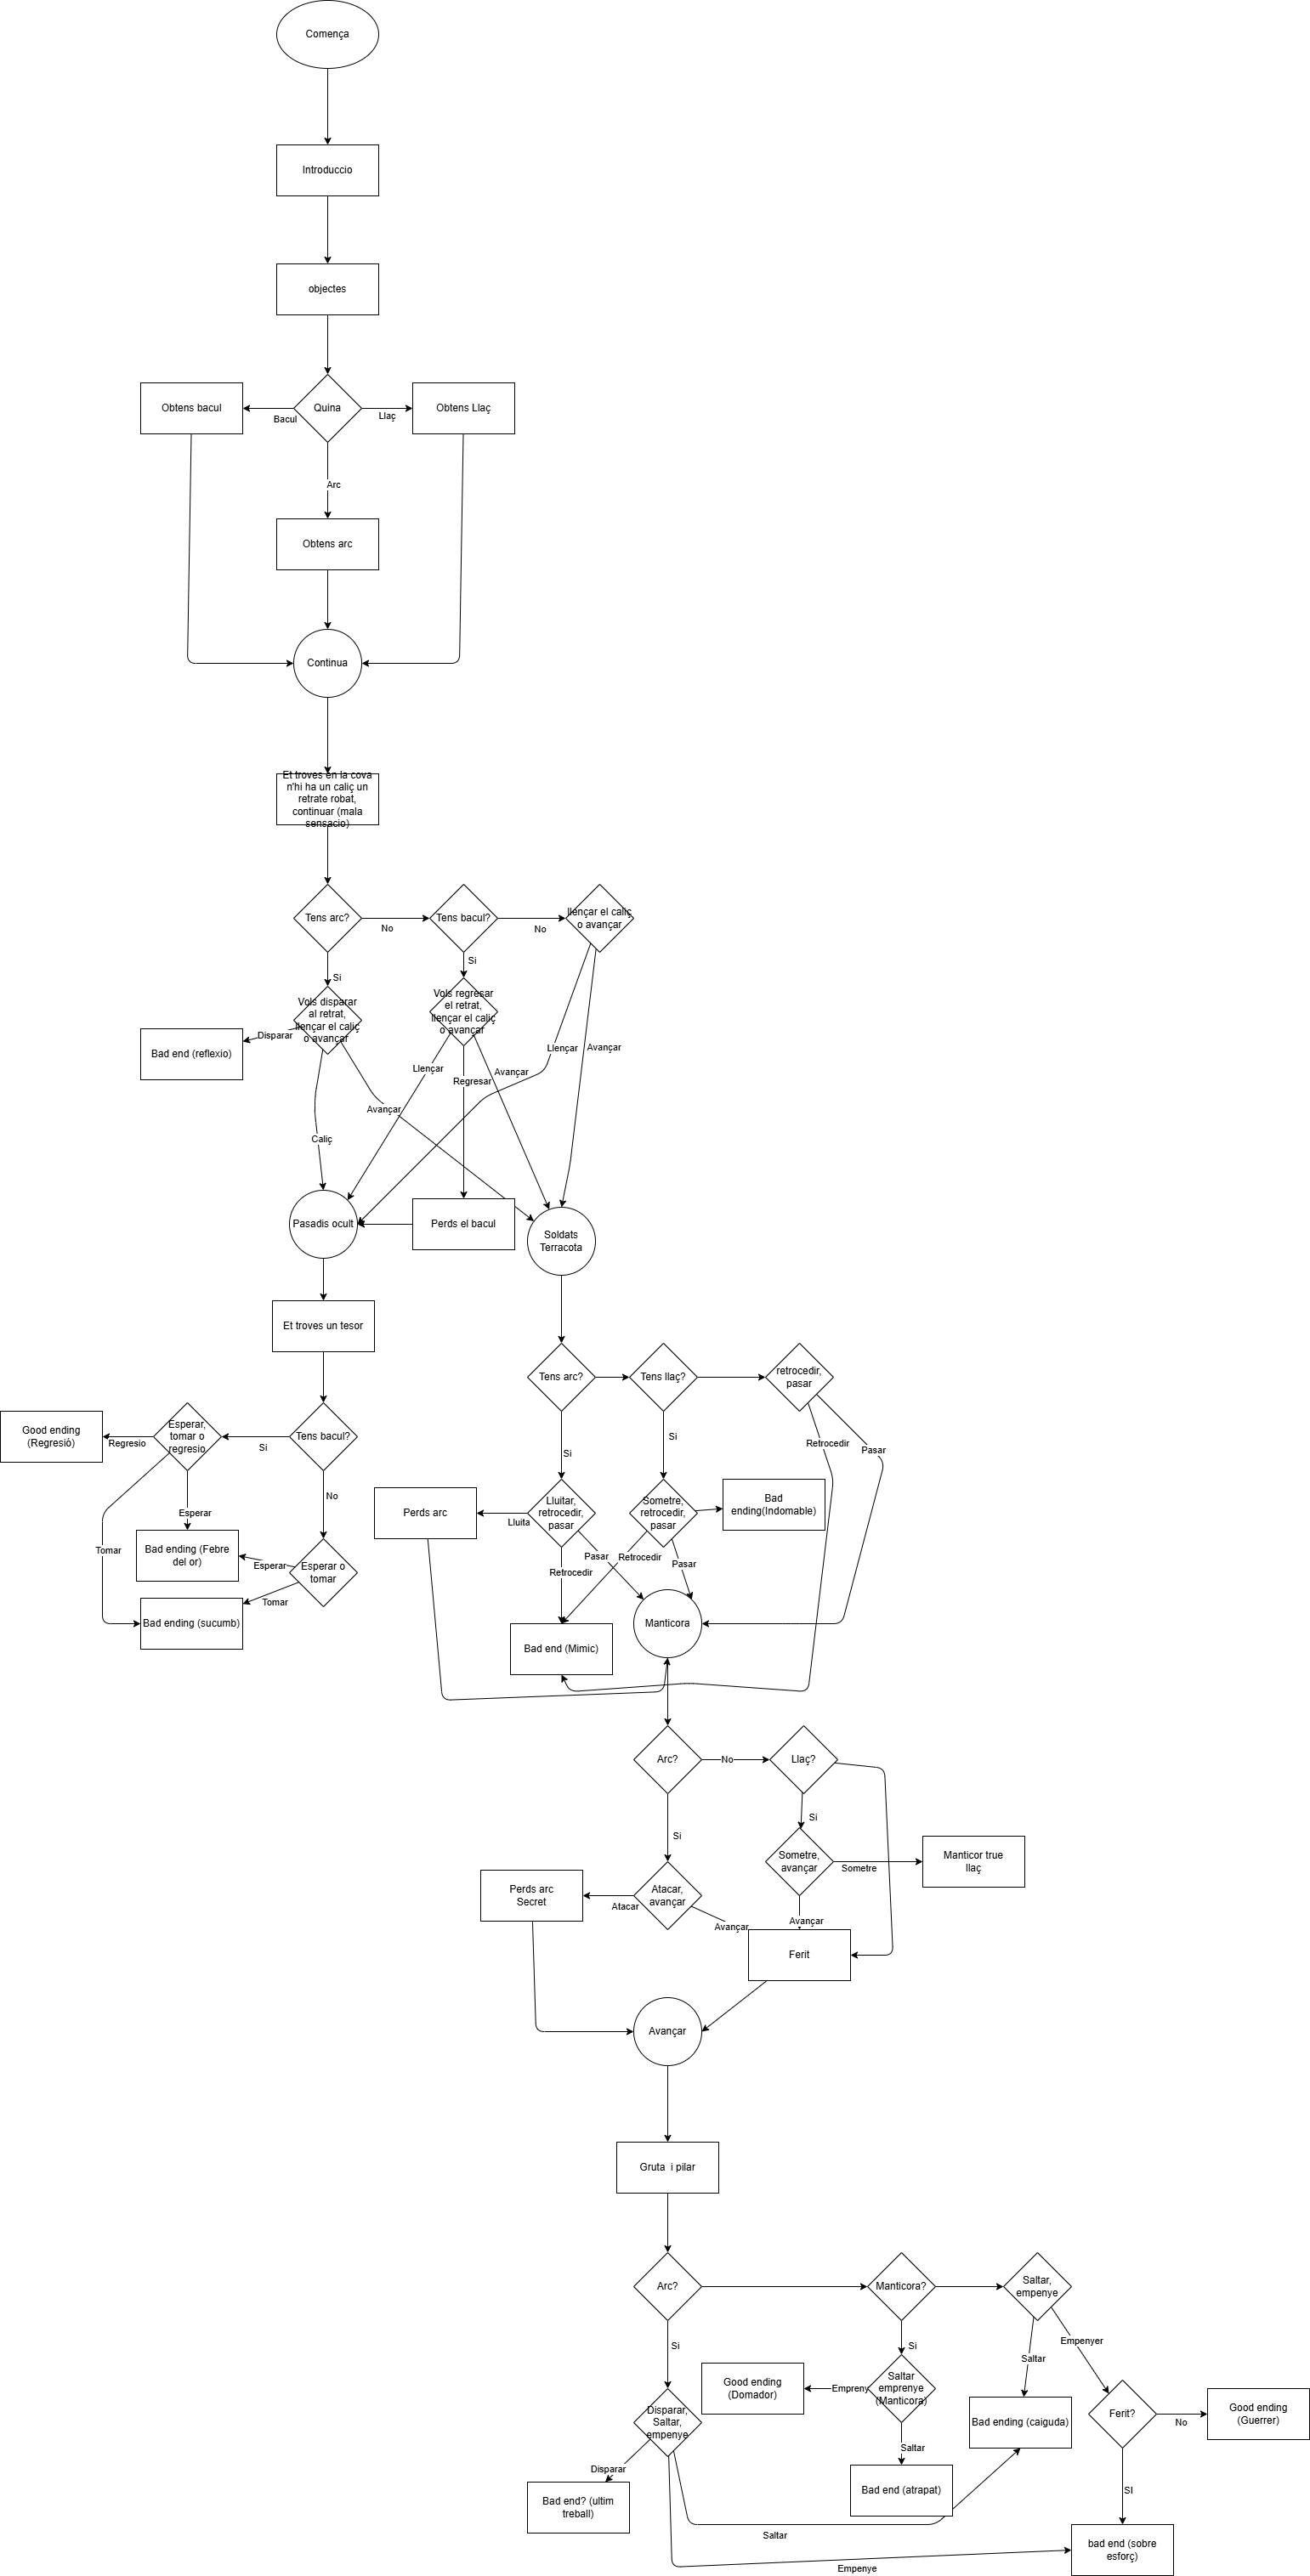 Comença
Introduccio
objectes
Obtens bacul
Quina
Obtens Llaç
Bacul
Llaç
Arc
Obtens arc
Continua
Et troves en la cova
n'hi ha un caliç un
retrate robat,
continuar (mala
sensacio)
Tens arc?
No
Tens bacul?
No
llençar el caliç
o avançar
Si
Si
Vols disparar
al retrat,
llençar el caliç
o avançar
Vols regresar
el retrat,
llençar el caliç
o avançar
Disparar
Bad end (reflexio)
Llençar
Avançar
Llençar
Regresar
Avançar
Avançar
Caliç
Pasadis ocult
Perds el bacul
Soldats
Terracota
Et troves un tesor
Tens arc?
Tens llaç?
retrocedir,
pasar
Good ending
(Regresió)
Regresio
Esperar,
tomar o
regresio
Si
Tens bacul?
Si
Si
Retrocedir
Pasar
No
Perds arc
Lluita
Lluitar,
retrocedir,
pasar
Sometre,
retrocedir,
pasar
Bad
ending(Indomable)
Esperar
Tomar
Bad ending (Febre
del or)
Esperar
Esperar o
tomar
Tomar
Pasar
Retrocedir
Pasar
Retrocedir
Bad ending (sucumb)
Bad end (Mimic)
Manticora
Arc?
No
Llaç?
Si
Si
Sometre,
avançar
Sometre
Manticor true
llaç
Perds arc
Secret
Atacar
Atacar,
avançar
Avançar
Avançar
Ferit
Avançar
Gruta i pilar
Arc?
Manticora?
Saltar,
empenye
Si
Si
Saltar
Empenyer
Good ending
(Domador)
Empreny
Saltar
emprenye
(Manticora)
Disparar,
Saltar,
empenye
Bad ending (caiguda)
Ferit?
No
Good ending
(Guerrer)
Saltar
Disparar
Bad end? (ultim
treball)
Bad end (atrapat)
SI
Saltar
Empenye
bad end (sobre
esforç)